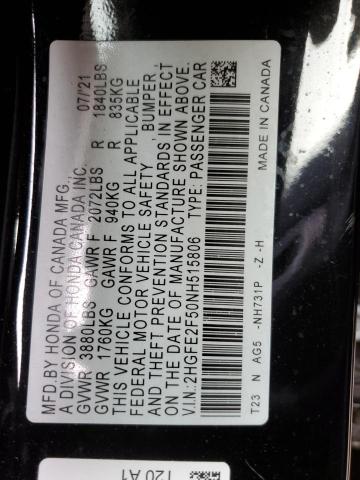 MFD.BY HONDA OF CANADA MFG.,
A DIVISION OF HONDA CANADA INC. 07/'21
GVWR 3880LBS GAWR F 2072LBS R 1840LBS
GVWR 1760KG GAWR F 940KG R 835KG
THIS VEHICLE CONFORMS TO ALL APPLICABLE
FEDERAL MOTOR VEHICLE SAFETY BUMPER,
AND THEFT PREVENTION STANDARDS, IN EFFECT
ON THE DATE OF MANUFACTURE SHOWN ABOVE.
V.I.N.:2HGFE2F50NH515806 TYPE:PASSENGER CAR
T23 N AG5 -NH731P -Z -H MADE IN CANADA
120 A1